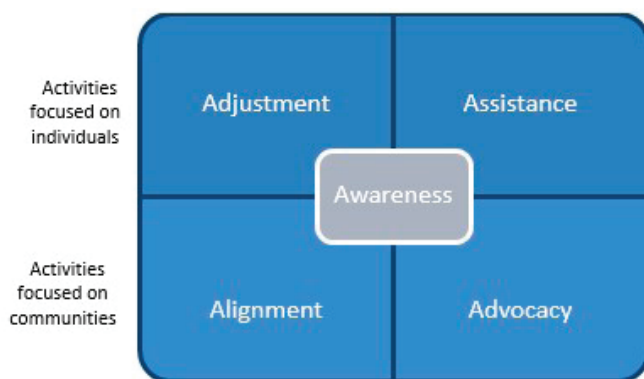 Activities
focused on
individuals
Adjustment
Assistance
Awareness
Activities
focused on
communities
Alignment
Advocacy